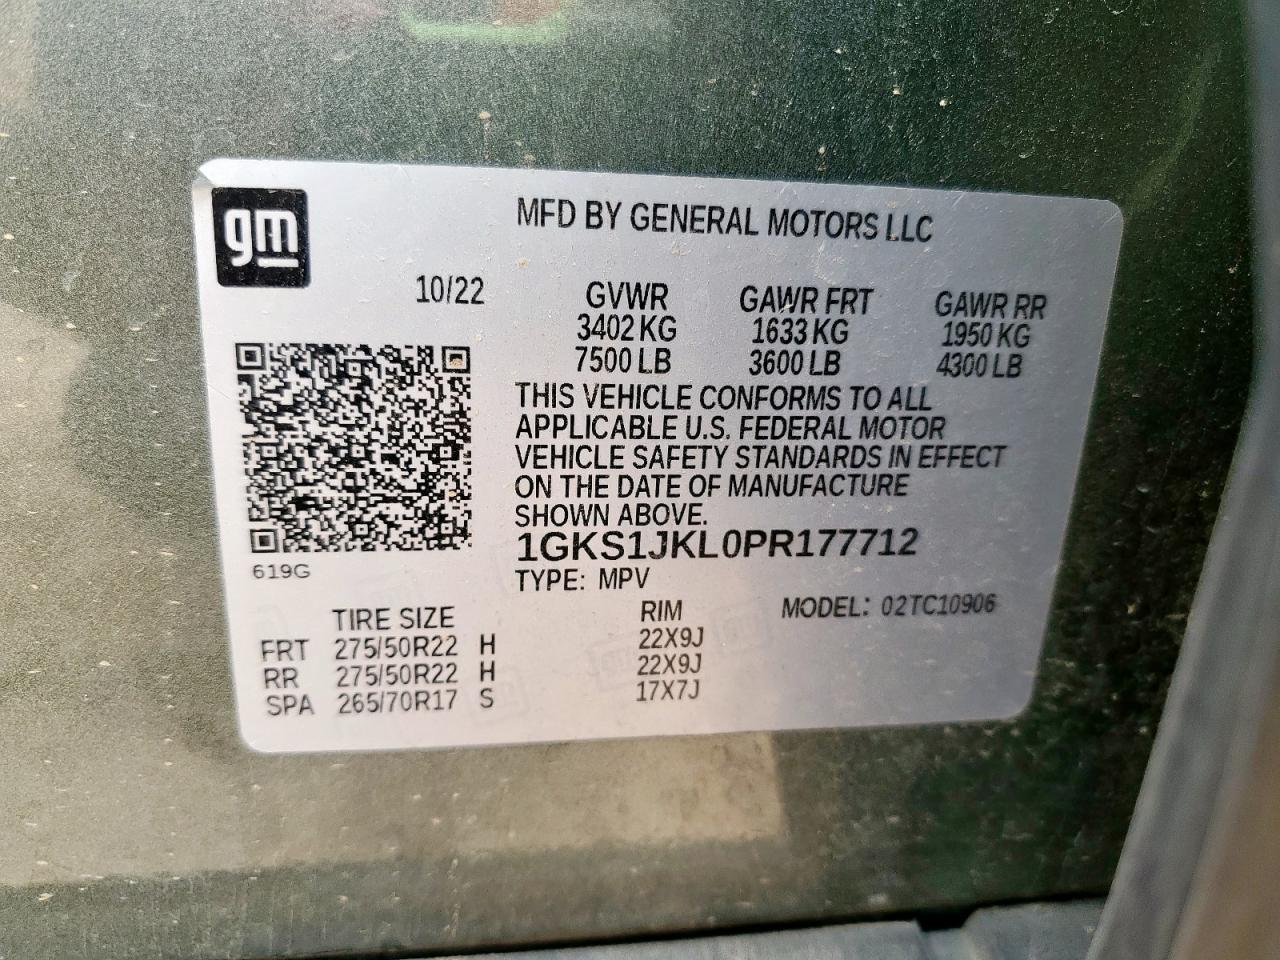 gm
MFD BY GENERAL MOTORS LLC
10/22 GVWR GAWR FRT GAWR RR
3402 KG 1633 KG 1950 KG
7500 LB 3600 LB 4300 LB
THIS VEHICLE CONFORMS TO ALL
APPLICABLE U.S. FEDERAL MOTOR
VEHICLE SAFETY STANDARDS IN EFFECT
ON THE DATE OF MANUFACTURE
SHOWN ABOVE.
1GKS1JKL0PR177712
619G
TYPE: MPV
TIRE SIZE RIM MODEL: 02TC10906
FRT 275/50R22 H 22X9J
RR 275/50R22 H 22X9J
SPA 265/70R17 S 17X7J